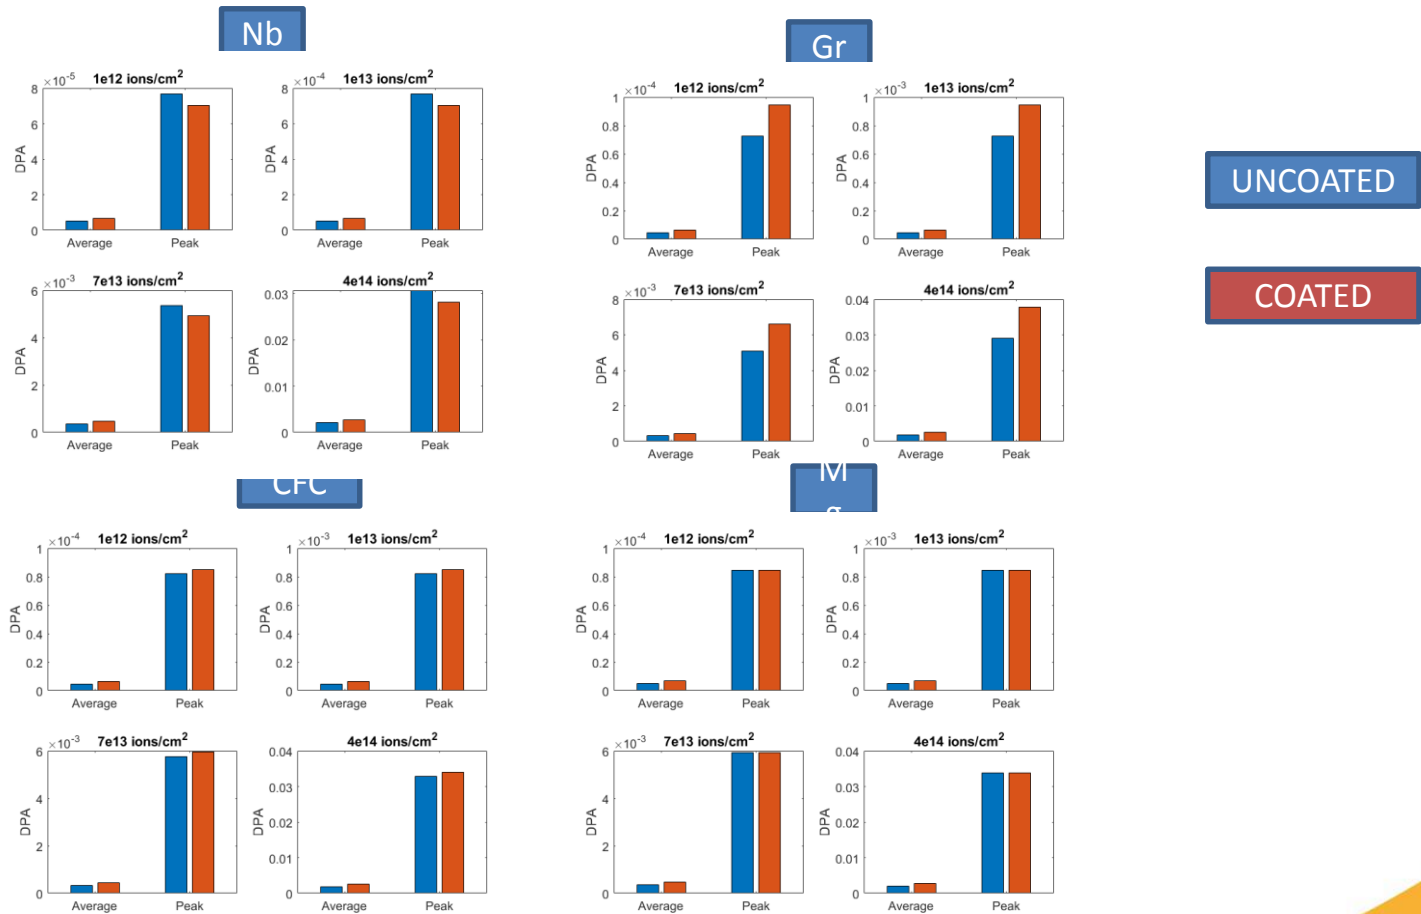 Nb
×10⁻⁵
1e12 ions/cm²
8
6
4
2
0
DPA
Average Peak
×10⁻⁴
1e13 ions/cm²
8
6
4
2
0
DPA
Average Peak
×10⁻³
7e13 ions/cm²
6
4
2
0
DPA
Average Peak
4e14 ions/cm²
0.03
0.02
0.01
0
DPA
Average Peak
Gr
×10⁻⁴
1e12 ions/cm²
1
0.8
0.6
0.4
0.2
0
DPA
Average Peak
×10⁻³
1e13 ions/cm²
1
0.8
0.6
0.4
0.2
0
DPA
Average Peak
×10⁻³
7e13 ions/cm²
8
6
4
2
0
DPA
Average Peak
4e14 ions/cm²
0.04
0.03
0.02
0.01
0
DPA
Average Peak
UNCOATED
COATED
CFC
×10⁻⁴
1e12 ions/cm²
1
0.8
0.6
0.4
0.2
0
DPA
Average Peak
×10⁻³
1e13 ions/cm²
1
0.8
0.6
0.4
0.2
0
DPA
Average Peak
×10⁻³
7e13 ions/cm²
6
4
2
0
DPA
Average Peak
4e14 ions/cm²
0.04
0.03
0.02
0.01
0
DPA
Average Peak
M
g
×10⁻⁴
1e12 ions/cm²
1
0.8
0.6
0.4
0.2
0
DPA
Average Peak
×10⁻³
1e13 ions/cm²
1
0.8
0.6
0.4
0.2
0
DPA
Average Peak
×10⁻³
7e13 ions/cm²
6
4
2
0
DPA
Average Peak
4e14 ions/cm²
0.04
0.03
0.02
0.01
0
DPA
Average Peak